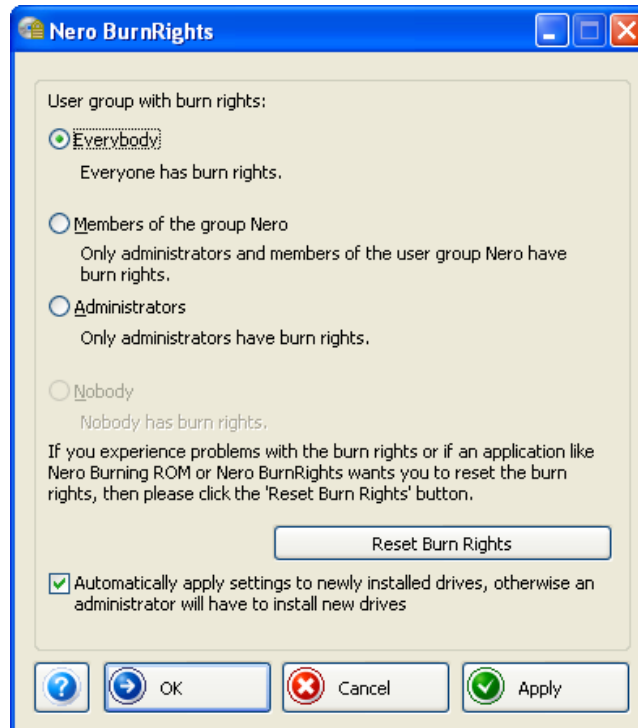 Nero BurnRights
User group with burn rights:
Everybody
Everyone has burn rights.
Members of the group Nero
Only administrators and members of the user group Nero have
burn rights.
Administrators
Only administrators have burn rights.
Nobody
Nobody has burn rights.
If you experience problems with the burn rights or if an application like
Nero Burning ROM or Nero BurnRights wants you to reset the burn
rights, then please click the 'Reset Burn Rights' button.
Reset Burn Rights
Automatically apply settings to newly installed drives, otherwise an
administrator will have to install new drives
? OK Cancel Apply